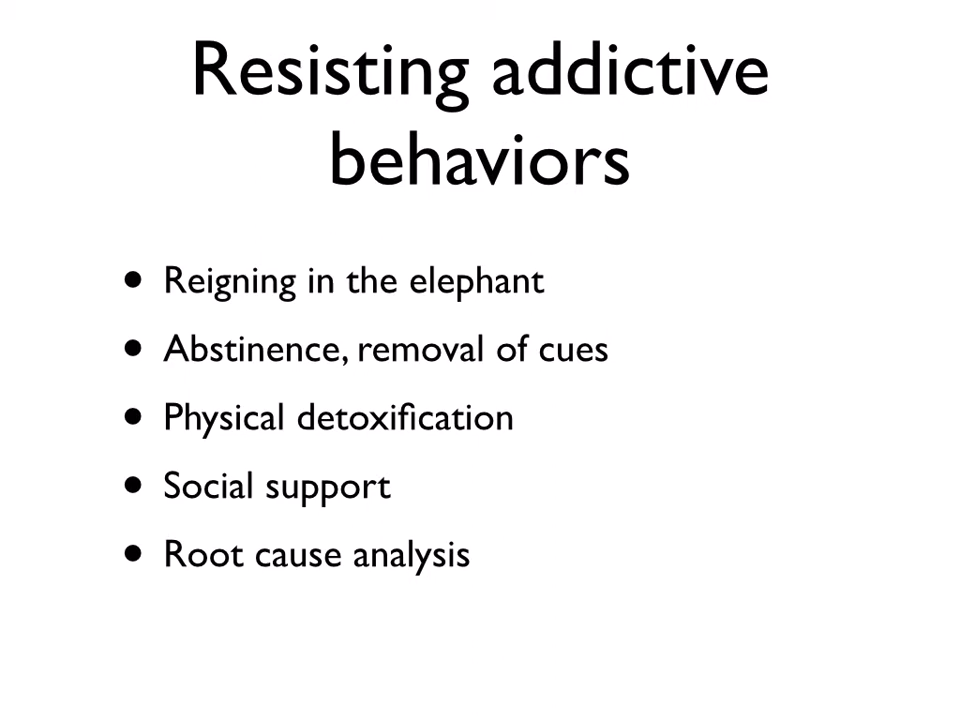 Resisting addictive
behaviors
• Reigning in the elephant
• Abstinence, removal of cues
• Physical detoxification
• Social support
• Root cause analysis